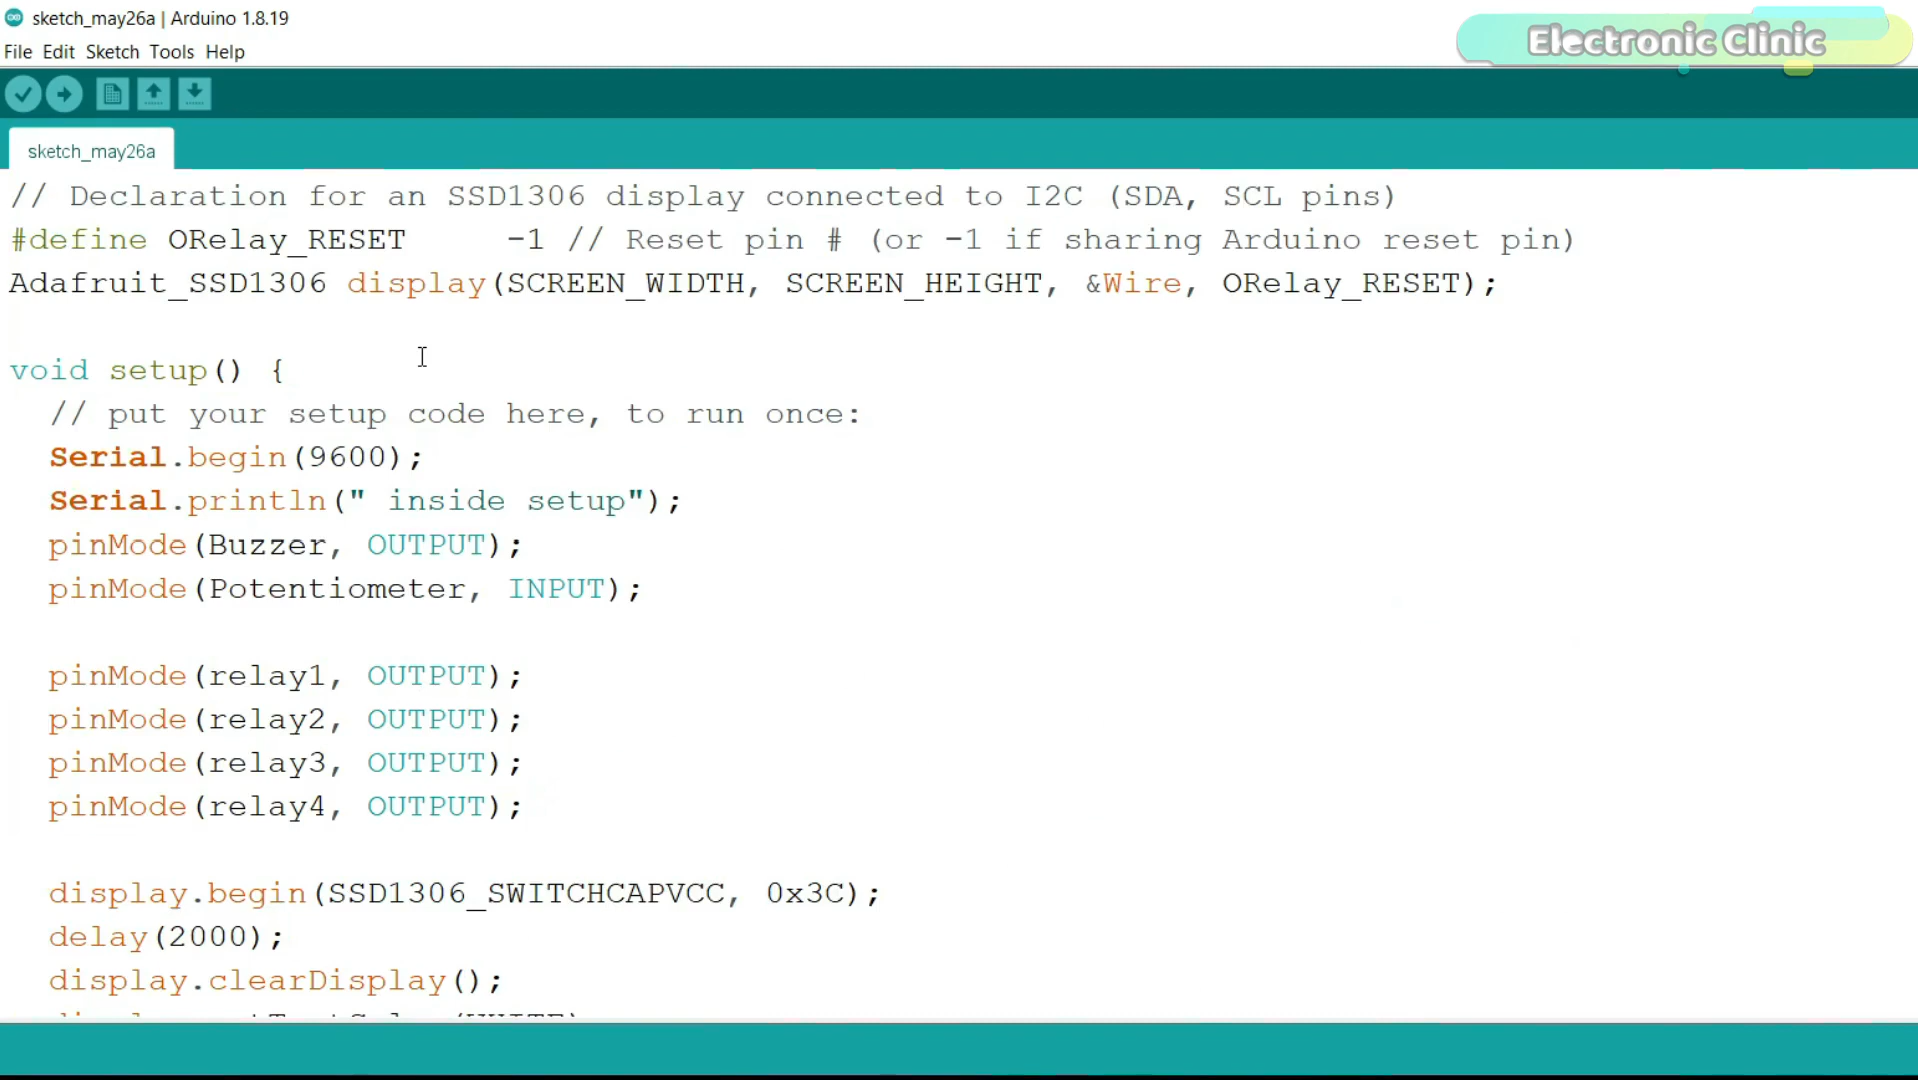 sketch_may26a | Arduino 1.8.19
Electronic Clinic
File Edit Sketch Tools Help
sketch_may26a
// Declaration for an SSD1306 display connected to I2C (SDA, SCL pins)
#define ORelay_RESET     -1 // Reset pin # (or -1 if sharing Arduino reset pin)
Adafruit_SSD1306 display(SCREEN_WIDTH, SCREEN_HEIGHT, &Wire, ORelay_RESET);
void setup() {
  // put your setup code here, to run once:
  Serial.begin(9600);
  Serial.println(" inside setup");
  pinMode(Buzzer, OUTPUT);
  pinMode(Potentiometer, INPUT);
  pinMode(relay1, OUTPUT);
  pinMode(relay2, OUTPUT);
  pinMode(relay3, OUTPUT);
  pinMode(relay4, OUTPUT);
  display.begin(SSD1306_SWITCHCAPVCC, 0x3C);
  delay(2000);
  display.clearDisplay();